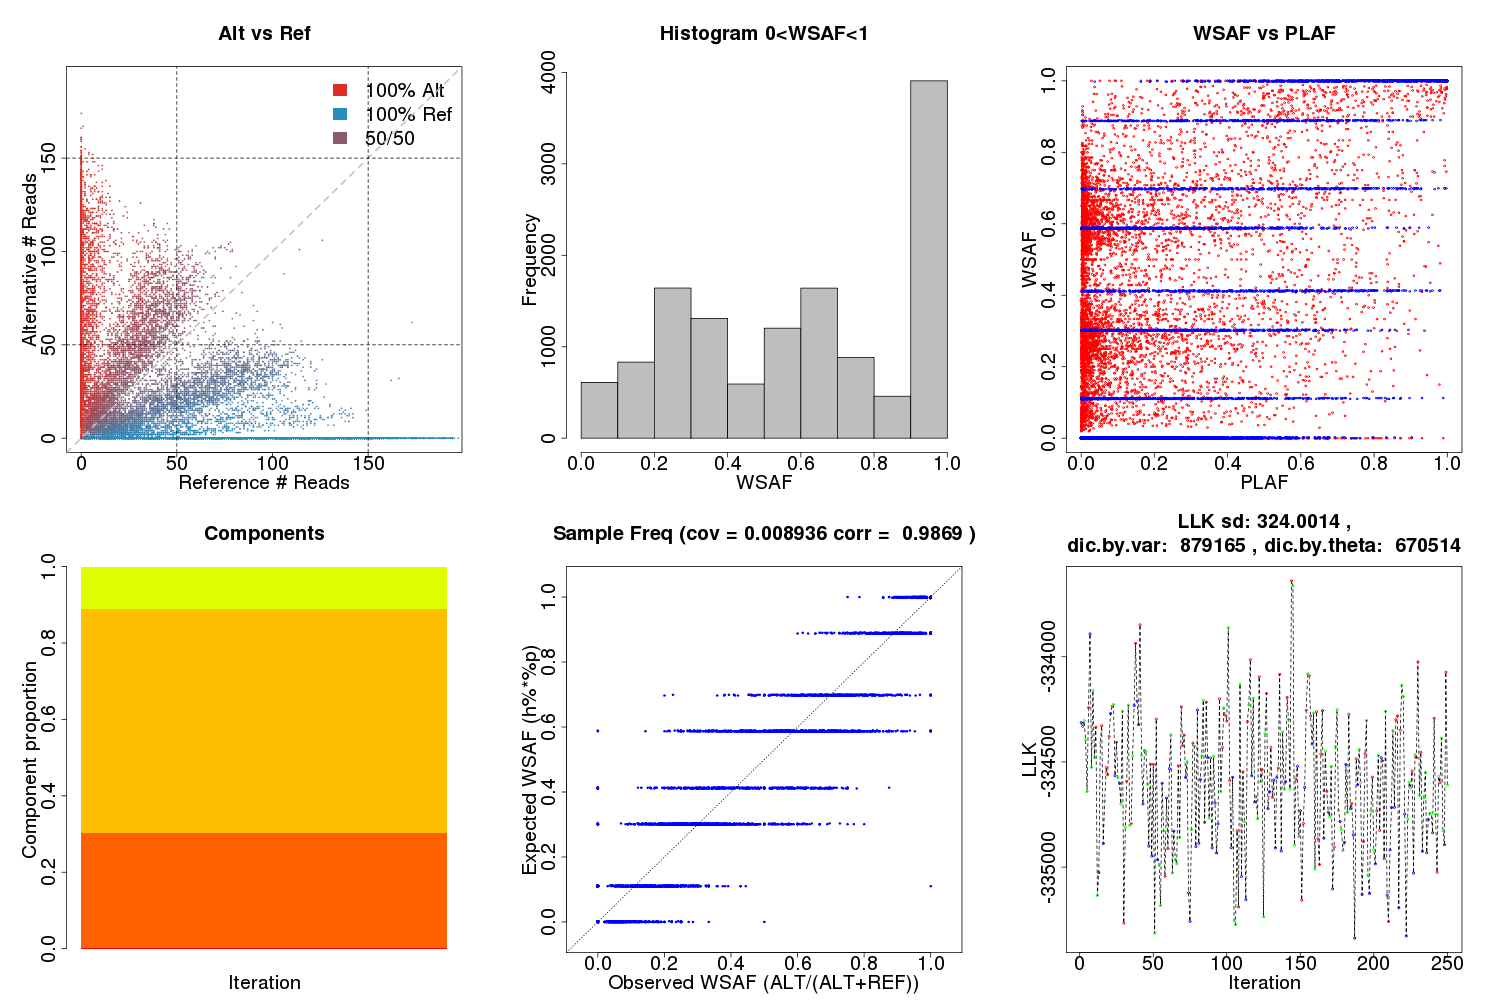 Alt vs Ref
100% Alt
100% Ref
50/50
Alternative # Reads
0
50
100
150
0
50
100
150
Reference # Reads
Histogram 0<WSAF<1
Frequency
0
1000
2000
3000
4000
0.0
0.2
0.4
0.6
0.8
1.0
WSAF
WSAF vs PLAF
WSAF
0.0
0.2
0.4
0.6
0.8
1.0
0.0
0.2
0.4
0.6
0.8
1.0
PLAF
Components
Component proportion
0.0
0.2
0.4
0.6
0.8
1.0
Iteration
Sample Freq (cov = 0.008936 corr =  0.9869 )
Expected WSAF (h%*%p)
0.0
0.2
0.4
0.6
0.8
1.0
0.0
0.2
0.4
0.6
0.8
1.0
Observed WSAF (ALT/(ALT+REF))
LLK sd: 324.0014 ,
dic.by.var:  879165 , dic.by.theta:  670514
LLK
-335000
-334500
-334000
0
50
100
150
200
250
Iteration